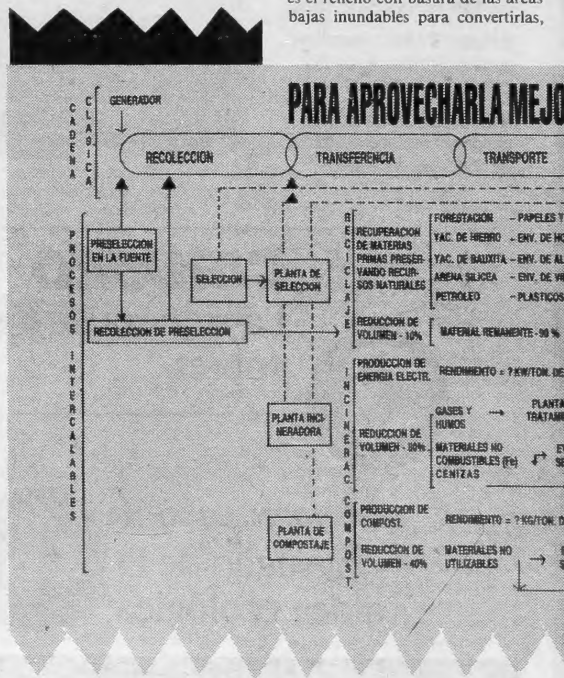 es el relleno con basura de las áreas
bajas inundables para convertirlas,
PARA APROVECHARLA MEJO
CADENA
CLASICA
GENERADOR
RECOLECCION
TRANSFERENCIA
TRANSPORTE
PROCESOS INTERCALABLES
PRESELECCION
EN LA FUENTE
SELECCION
PLANTA DE
SELECCION
RECOLECCION DE PRESELECCION
RECICLAJE
RECUPERACION
DE MATERIAS
PRIMAS PRESER-
VANDO RECUR-
SOS NATURALES
FORESTACION - PAPELES Y
YAC. DE HIERRO - ENV. DE HO
YAC. DE BAUXITA - ENV. DE AL
ARENA SILICEA - ENV. DE VI
PETROLEO - PLASTICOS
REDUCCION DE
VOLUMEN - 10%
MATERIAL REMANENTE - 90 %
PLANTA INCI-
NERADORA
INCINERAC.
PRODUCCION DE
ENERGIA ELECTR.
RENDIMIENTO = ? KW/TON. DE
REDUCCION DE
VOLUMEN - 80%
GASES Y
HUMOS
PLANTA
TRATAMI
MATERIALES NO
COMBUSTIBLES (Fe)
CENIZAS
PLANTA DE
COMPOSTAJE
COMPOST.
PRODUCCION DE
COMPOST.
RENDIMIENTO = ? KG/TON. D
REDUCCION DE
VOLUMEN - 40%
MATERIALES NO
UTILIZABLES